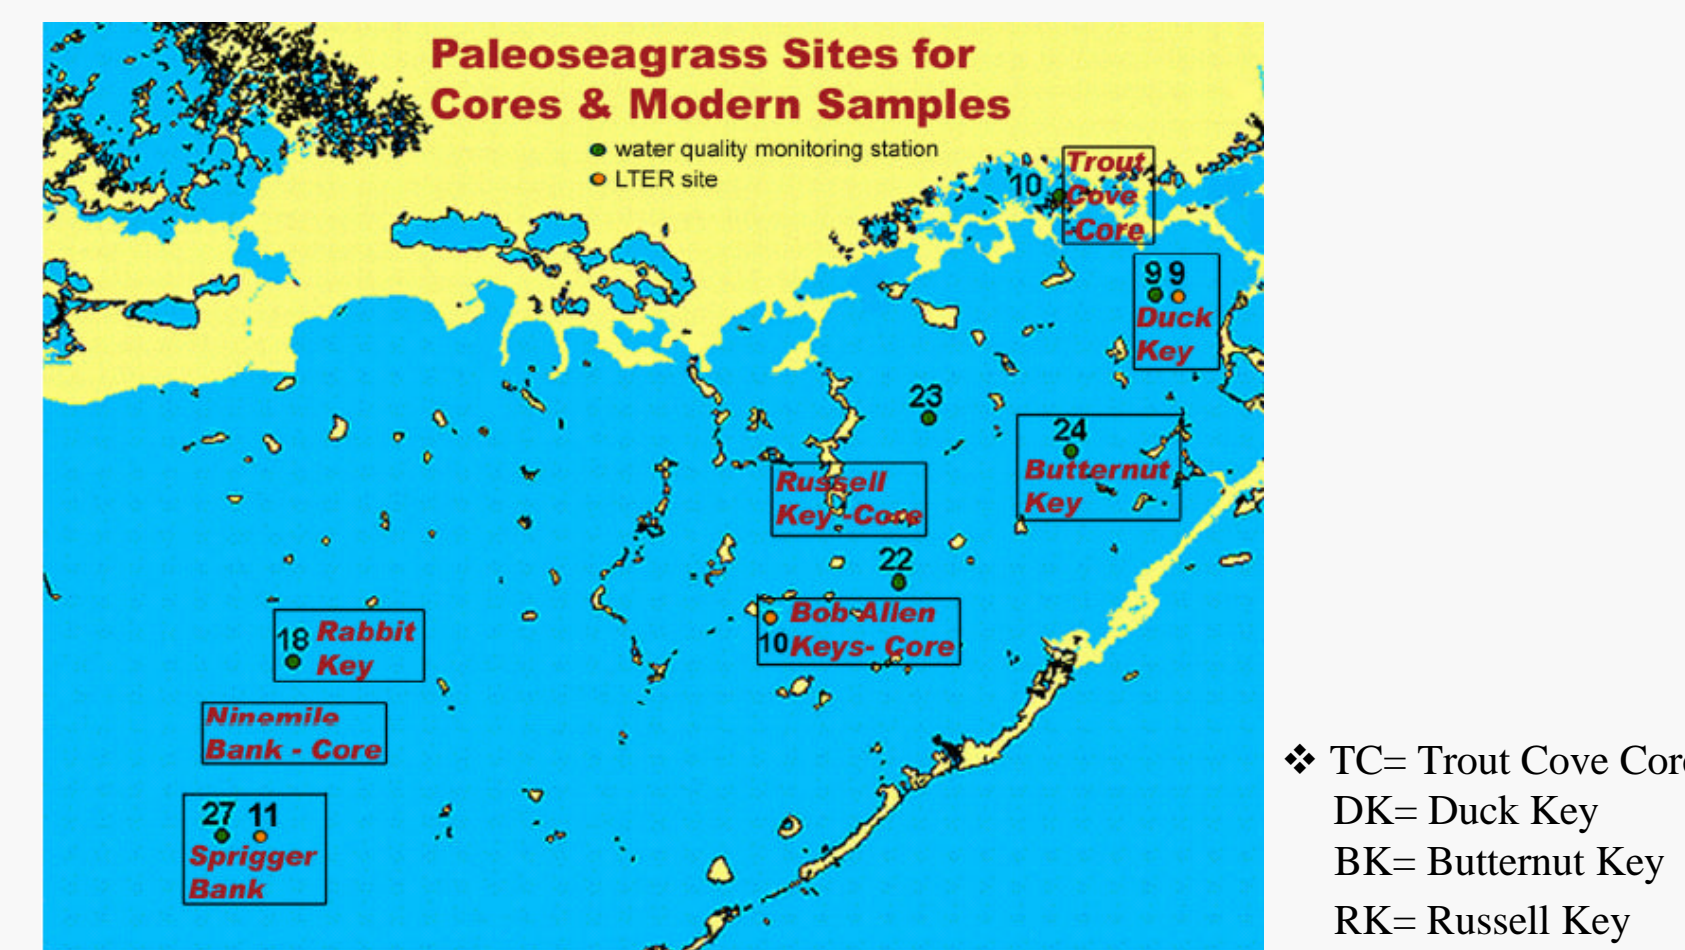 Paleoseagrass Sites for
Cores & Modern Samples
water quality monitoring station
LTER site
10
Trout
Cove
-Core
9 9
Duck
Key
23
24
Butternut
Key
Russell
Key -Core
22
Bob Allen
10 Keys- Core
18 Rabbit
Key
Ninemile
Bank - Core
27 11
Sprigger
Bank
❖ TC= Trout Cove Core
DK= Duck Key
BK= Butternut Key
RK= Russell Key